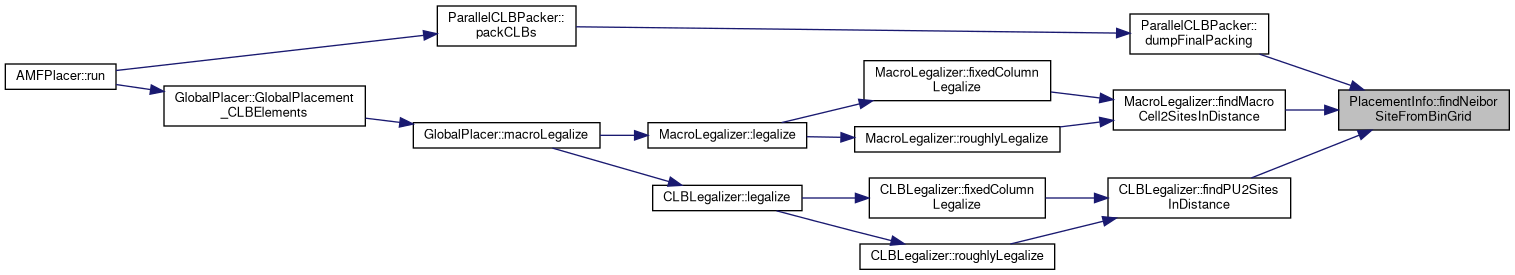 ParallelCLBPacker::
packCLBs
ParallelCLBPacker::
dumpFinalPacking
AMFPlacer::run
GlobalPlacer::GlobalPlacement
_CLBElements
MacroLegalizer::fixedColumn
Legalize
MacroLegalizer::findMacro
Cell2SitesInDistance
PlacementInfo::findNeibor
SiteFromBinGrid
GlobalPlacer::macroLegalize
MacroLegalizer::legalize
MacroLegalizer::roughlyLegalize
CLBLegalizer::legalize
CLBLegalizer::fixedColumn
Legalize
CLBLegalizer::findPU2Sites
InDistance
CLBLegalizer::roughlyLegalize